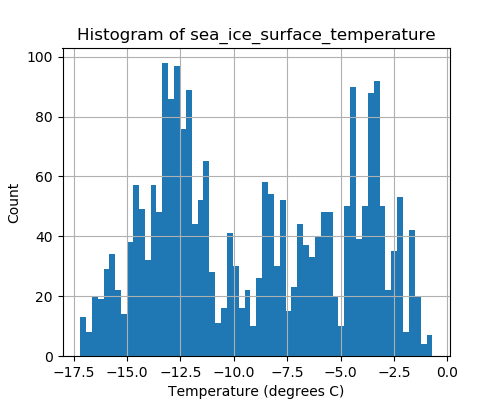 Histogram of sea_ice_surface_temperature
100
80
60
40
20
0
Count
−17.5 −15.0 −12.5 −10.0 −7.5 −5.0 −2.5 0.0
Temperature (degrees C)